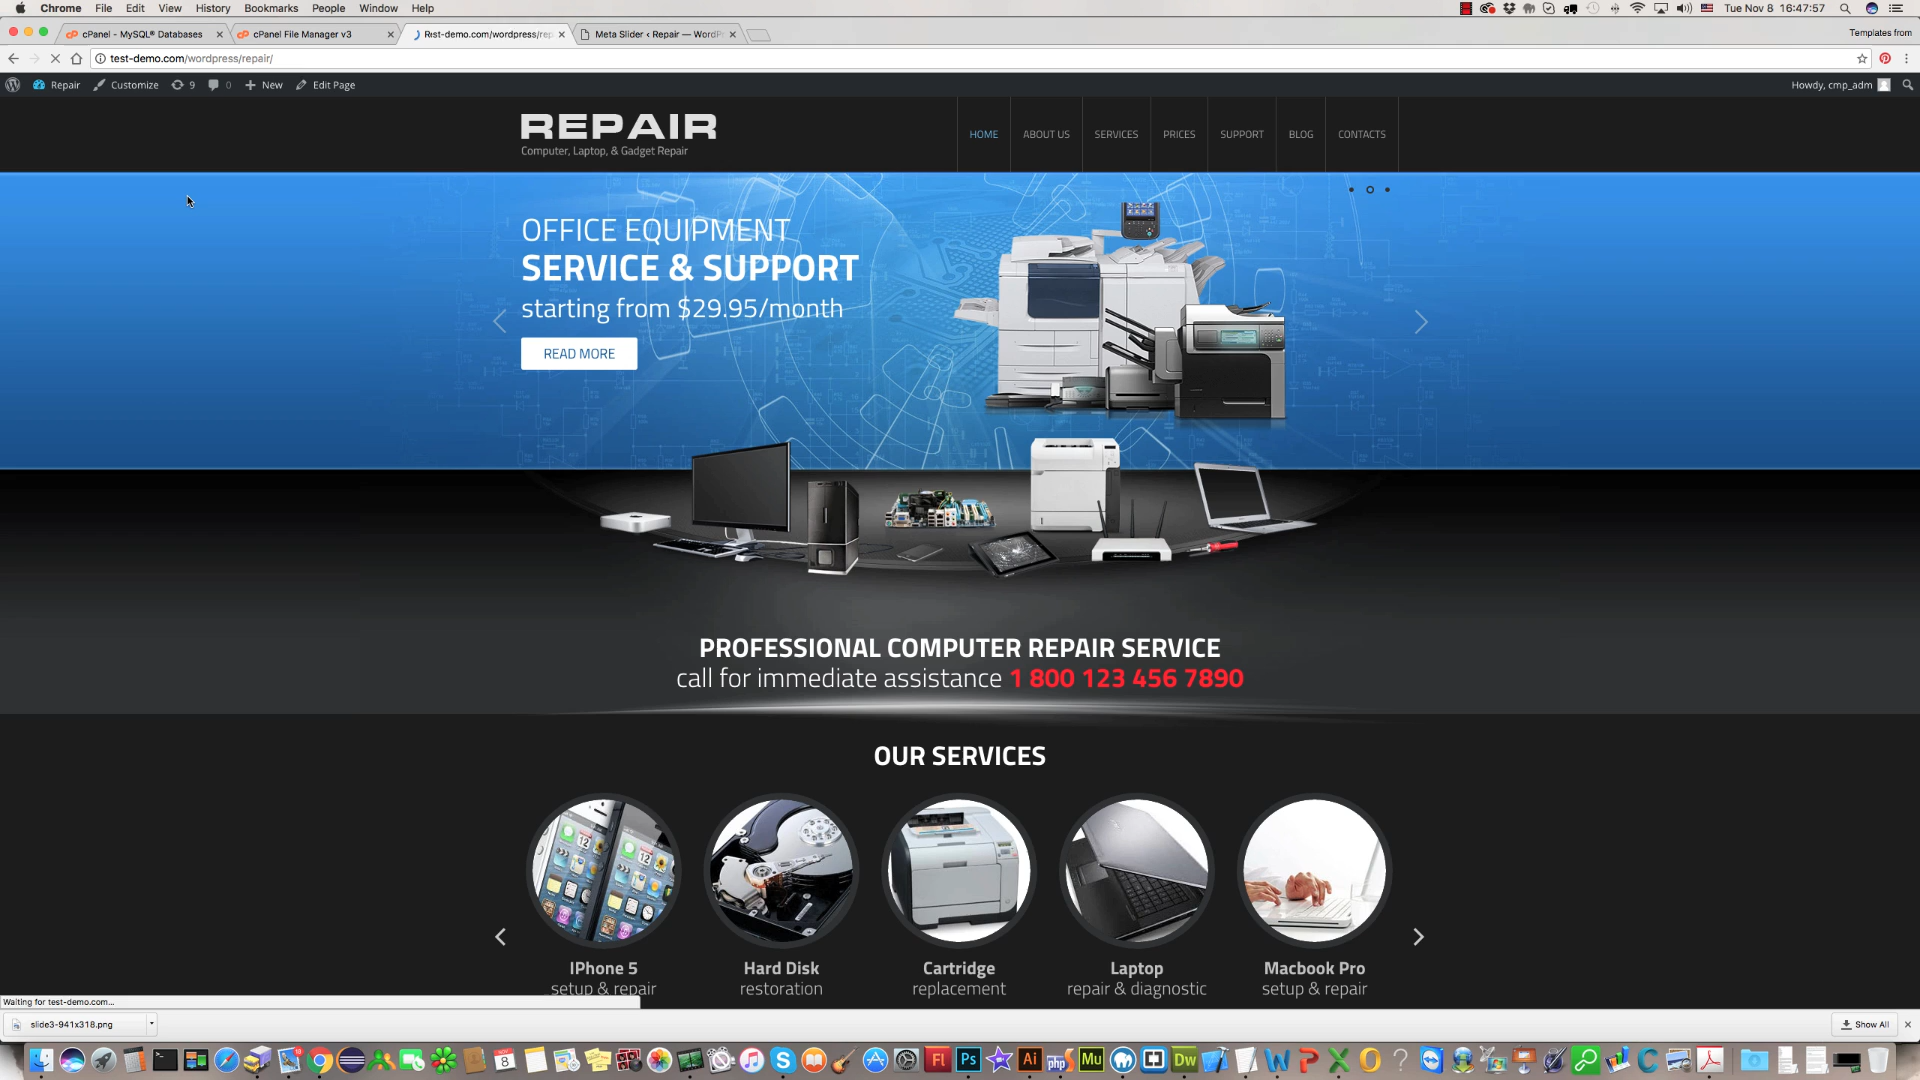 Chrome File Edit View History Bookmarks People Window Help
Tue Nov 8 16:47:57
cPanel - MySQL® Databases
cPanel File Manager v3
test-demo.com/wordpress/rep
Meta Slider ‹ Repair — WordPr
Templates from
test-demo.com/wordpress/repair/
Repair Customize 9 0 New Edit Page
Howdy, cmp_adm
REPAIR
Computer, Laptop, & Gadget Repair
HOME ABOUT US SERVICES PRICES SUPPORT BLOG CONTACTS
OFFICE EQUIPMENT
SERVICE & SUPPORT
starting from $29.95/month
READ MORE
PROFESSIONAL COMPUTER REPAIR SERVICE
call for immediate assistance 1 800 123 456 7890
OUR SERVICES
IPhone 5
setup & repair
Hard Disk
restoration
Cartridge
replacement
Laptop
repair & diagnostic
Macbook Pro
setup & repair
Waiting for test-demo.com...
slide3-941x318.png
Show All